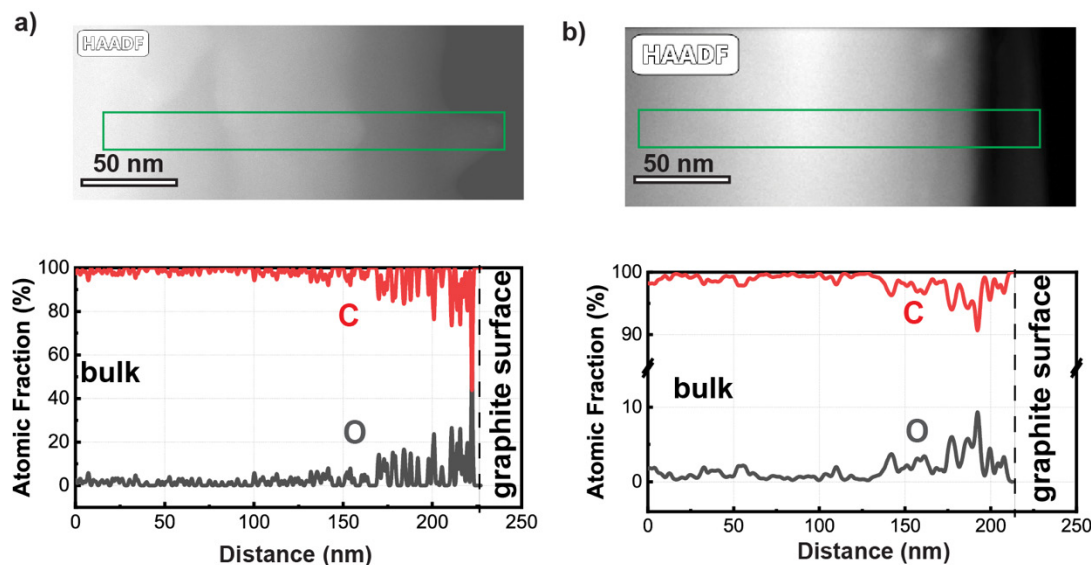 a)
HAADF
50 nm
100
80
60
40
20
0
Atomic Fraction (%)
C
bulk
O
graphite surface
0
50
100
150
200
250
Distance (nm)
b)
HAADF
50 nm
100
90
10
0
Atomic Fraction (%)
C
bulk
O
graphite surface
0
50
100
150
200
250
Distance (nm)